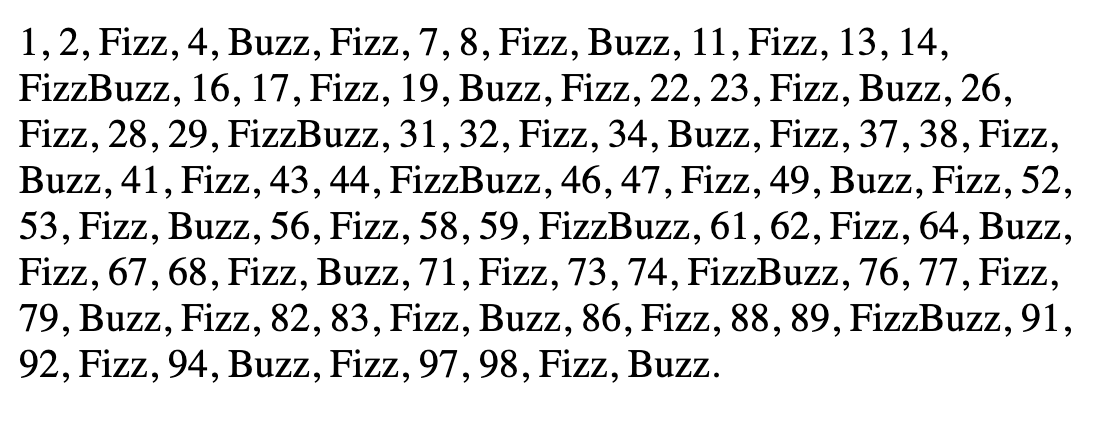 1, 2, Fizz, 4, Buzz, Fizz, 7, 8, Fizz, Buzz, 11, Fizz, 13, 14,
FizzBuzz, 16, 17, Fizz, 19, Buzz, Fizz, 22, 23, Fizz, Buzz, 26,
Fizz, 28, 29, FizzBuzz, 31, 32, Fizz, 34, Buzz, Fizz, 37, 38, Fizz,
Buzz, 41, Fizz, 43, 44, FizzBuzz, 46, 47, Fizz, 49, Buzz, Fizz, 52,
53, Fizz, Buzz, 56, Fizz, 58, 59, FizzBuzz, 61, 62, Fizz, 64, Buzz,
Fizz, 67, 68, Fizz, Buzz, 71, Fizz, 73, 74, FizzBuzz, 76, 77, Fizz,
79, Buzz, Fizz, 82, 83, Fizz, Buzz, 86, Fizz, 88, 89, FizzBuzz, 91,
92, Fizz, 94, Buzz, Fizz, 97, 98, Fizz, Buzz.